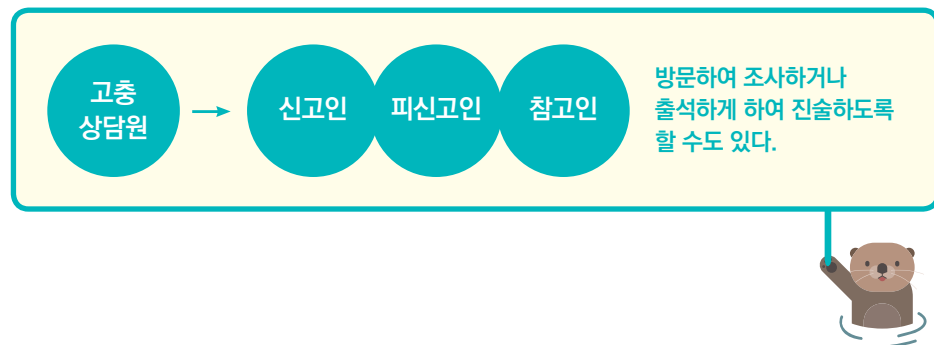 고충
상담원
신고인
피신고인
참고인
방문하여 조사하거나
출석하게 하여 진술하도록
할 수도 있다.